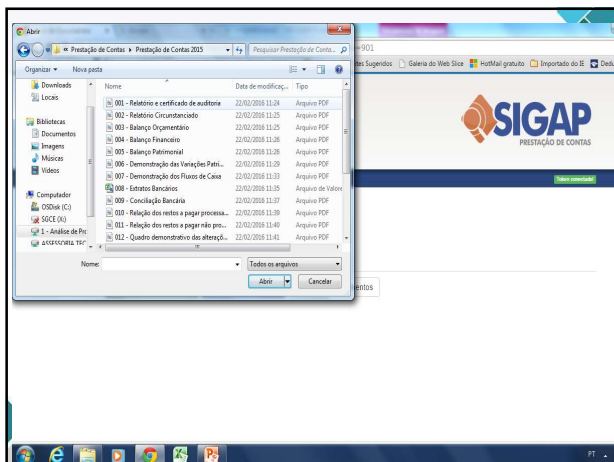 Abrir
« Prestação de Contas ▸ Prestação de Contas 2015
Pesquisar Prestação de Conta...
=901
Organizar
Nova pasta
tes Sugeridos
Galeria do Web Slice
HotMail gratuito
Importado do IE
Dedu
Downloads
Locais
Bibliotecas
Documentos
Imagens
Músicas
Vídeos
Computador
OSDisk (C:)
SGCE (K:)
1 - Análise de Prc
ASSESSORIA TEC
Nome
Data de modificaç...
Tipo
001 - Relatório e certificado de auditoria 22/02/2016 11:24 Arquivo PDF
002 - Relatório Circunstanciado 22/02/2016 11:25 Arquivo PDF
003 - Balanço Orçamentário 22/02/2016 11:25 Arquivo PDF
004 - Balanço Financeiro 22/02/2016 11:26 Arquivo PDF
005 - Balanço Patrimonial 22/02/2016 11:26 Arquivo PDF
006 - Demonstração das Variações Patri... 22/02/2016 11:29 Arquivo PDF
007 - Demonstração dos Fluxos de Caixa 22/02/2016 11:33 Arquivo PDF
008 - Extratos Bancários 22/02/2016 11:35 Arquivo de Valore
009 - Conciliação Bancária 22/02/2016 11:37 Arquivo PDF
010 - Relação dos restos a pagar processa... 22/02/2016 11:39 Arquivo PDF
011 - Relação dos restos a pagar não pro... 22/02/2016 11:40 Arquivo PDF
012 - Quadro demonstrativo das alteraçõ... 22/02/2016 11:41 Arquivo PDF
Nome:
Todos os arquivos
Abrir
Cancelar
SIGAP
PRESTAÇÃO DE CONTAS
Token conectado!
entos
PT